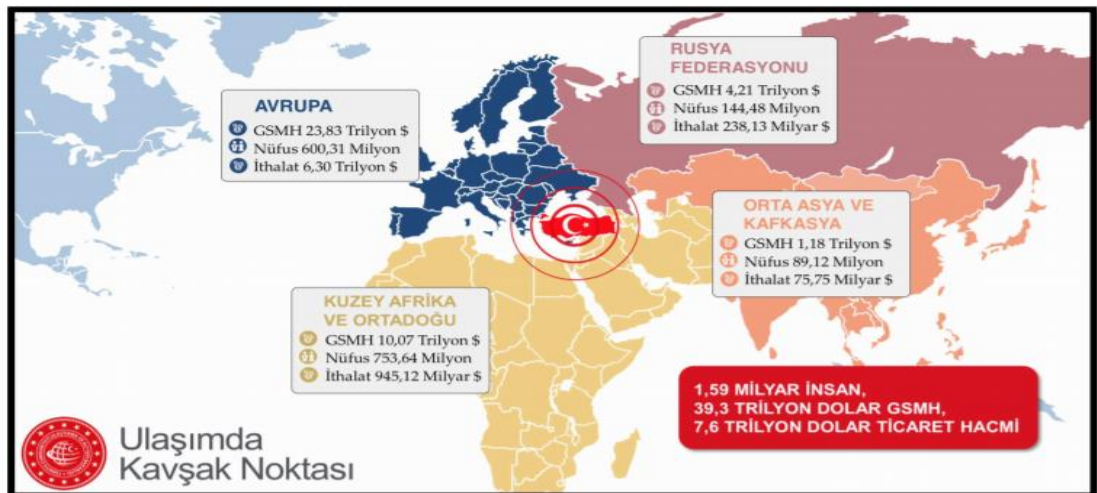 RUSYA
FEDERASYONU
GSMH 4,21 Trilyon $
Nüfus 144,48 Milyon
İthalat 238,13 Milyar $
AVRUPA
GSMH 23,83 Trilyon $
Nüfus 600,31 Milyon
İthalat 6,30 Trilyon $
ORTA ASYA VE
KAFKASYA
GSMH 1,18 Trilyon $
Nüfus 89,12 Milyon
İthalat 75,75 Milyar $
KUZEY AFRİKA
VE ORTADOĞU
GSMH 10,07 Trilyon $
Nüfus 753,64 Milyon
İthalat 945,12 Milyar $
1,59 MİLYAR İNSAN,
39,3 TRİLYON DOLAR GSMH,
7,6 TRİLYON DOLAR TİCARET HACMİ
Ulaşımda
Kavşak Noktası